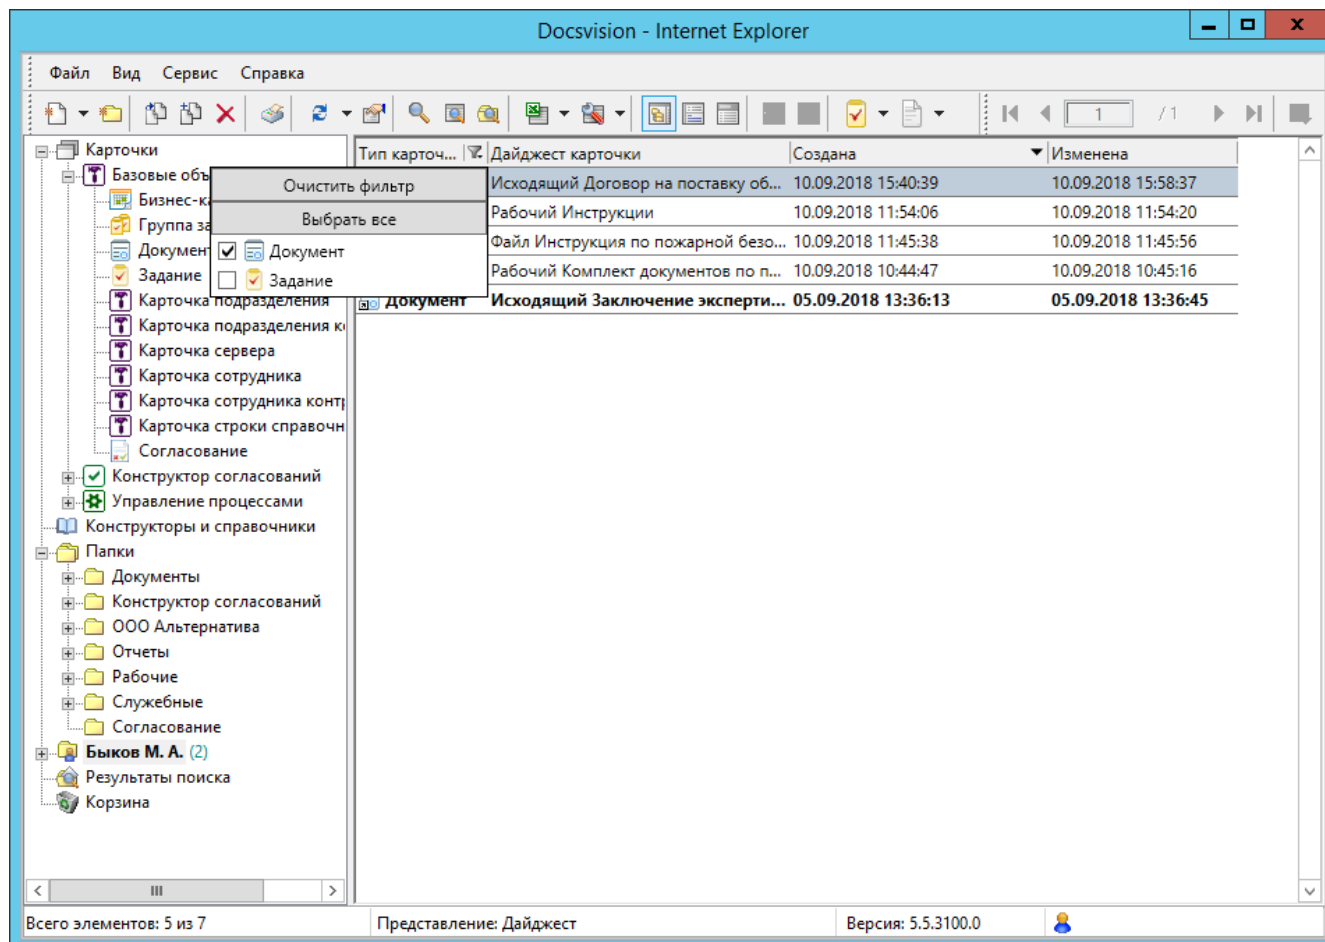 Docsvision - Internet Explorer
Файл Вид Сервис Справка
1 / 1
Карточки
Базовые объ
Бизнес-ка
Группа за
Документ
Задание
Карточка подразделения
Карточка подразделения к
Карточка сервера
Карточка сотрудника
Карточка сотрудника конт
Карточка строки справочн
Согласование
Конструктор согласований
Управление процессами
Конструкторы и справочники
Папки
Документы
Конструктор согласований
ООО Альтернатива
Отчеты
Рабочие
Служебные
Согласование
Быков М. А. (2)
Результаты поиска
Корзина
Очистить фильтр
Выбрать все
Документ
Задание
Тип карточ... Дайджест карточки Создана Изменена
Исходящий Договор на поставку об... 10.09.2018 15:40:39 10.09.2018 15:58:37
Рабочий Инструкции 10.09.2018 11:54:06 10.09.2018 11:54:20
Файл Инструкция по пожарной безо... 10.09.2018 11:45:38 10.09.2018 11:45:56
Рабочий Комплект документов по п... 10.09.2018 10:44:47 10.09.2018 10:45:16
Документ Исходящий Заключение эксперти... 05.09.2018 13:36:13 05.09.2018 13:36:45
Всего элементов: 5 из 7 Представление: Дайджест Версия: 5.5.3100.0